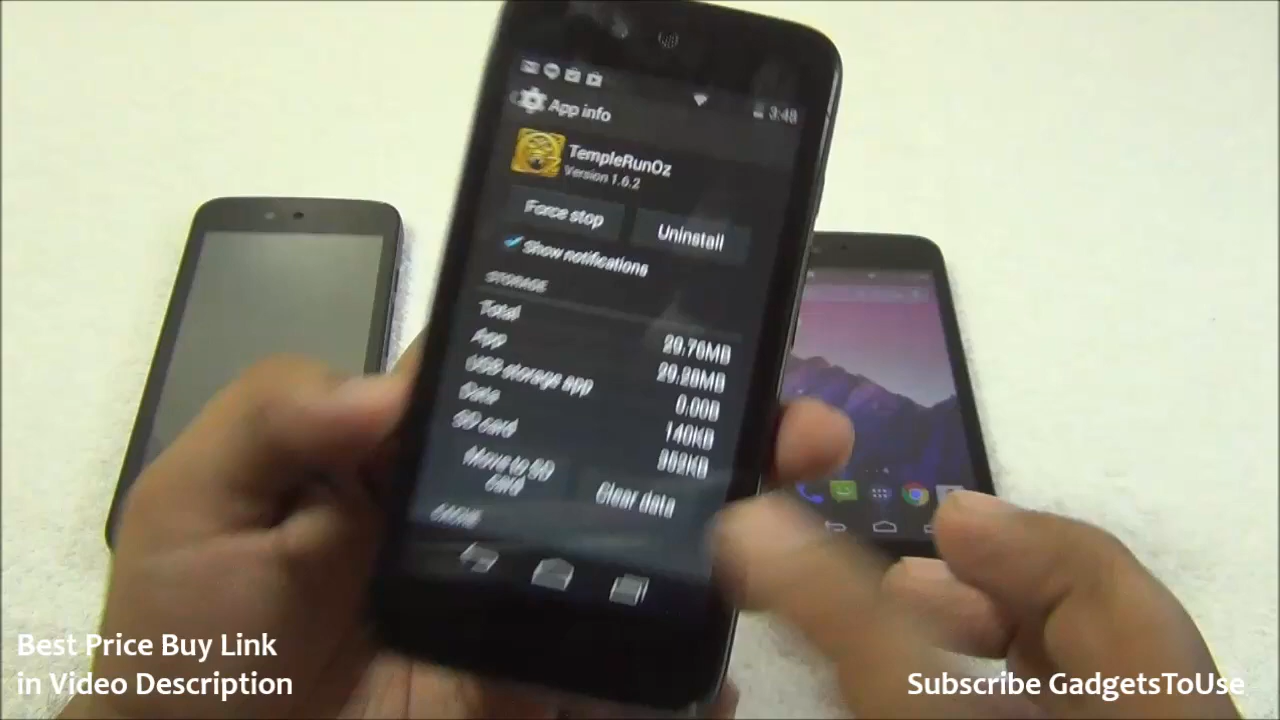 3:48
App info
TempleRunOz
Version 1.6.2
Force stop
Uninstall
Show notifications
STORAGE
Total 29.76MB
App 29.28MB
USB storage app 0.00B
Data 140KB
SD card 352KB
Move to SD
card
Clear data
CACHE
Best Price Buy Link
in Video Description
Subscribe GadgetsToUse